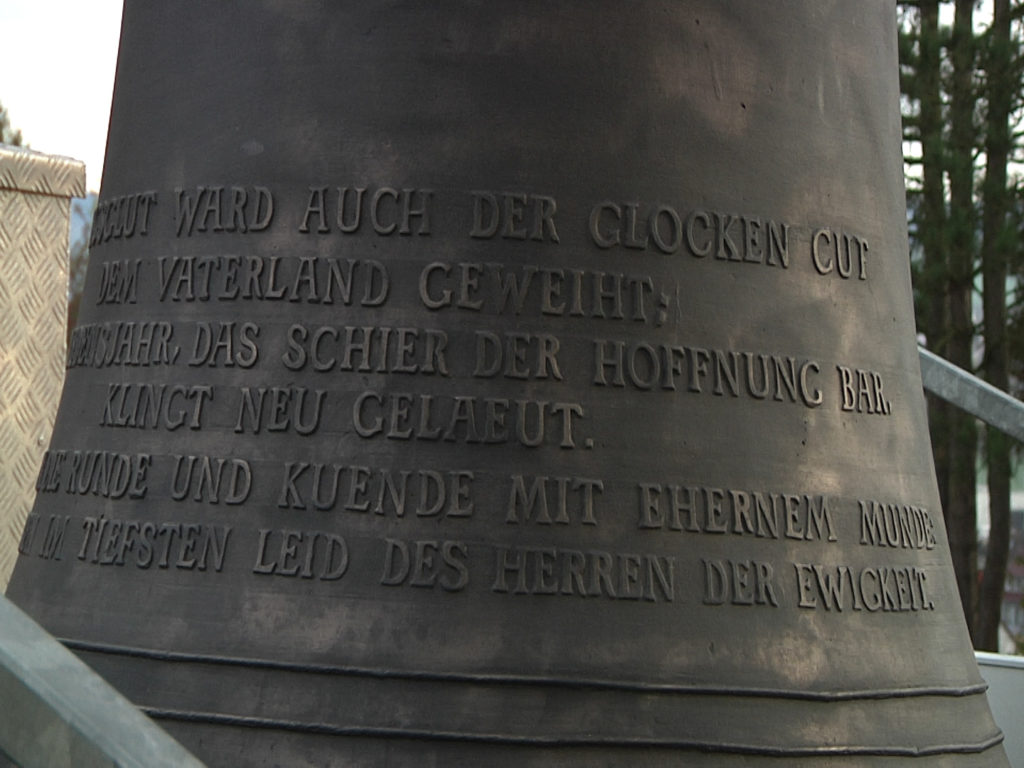 WARD AUCH DER GLOCKEN GUT
DEM VATERLAND GEWEIHT;
DAS SCHIER DER HOFFNUNG BAR,
KLINGT NEU GELAEUT.
RUNDE UND KUENDE MIT EHERNEM MUNDE:
IM TIEFSTEN LEID DES HERREN DER EWIGKEIT.